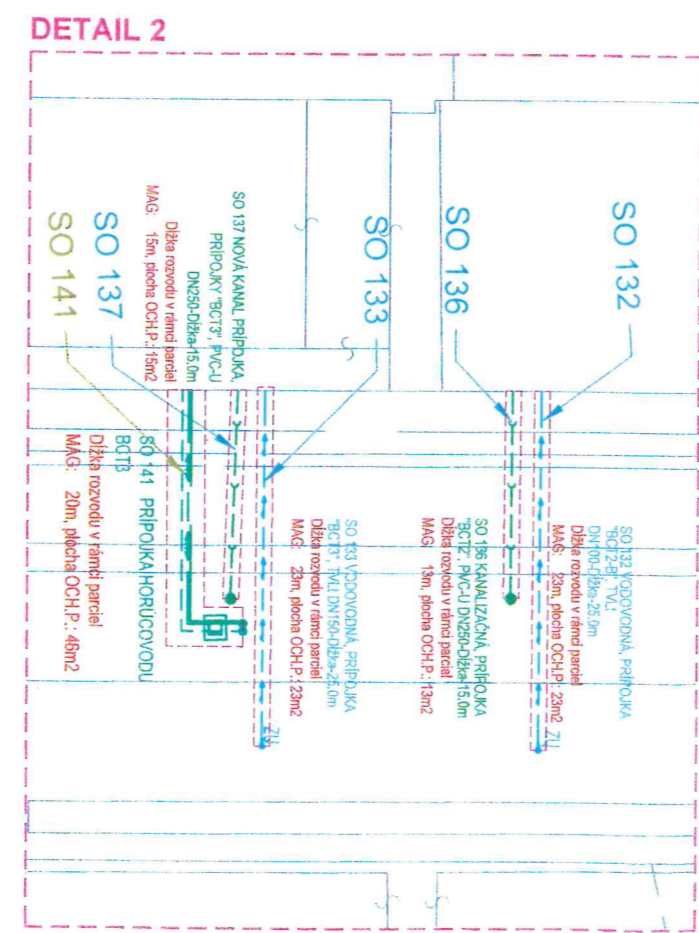 DETAIL 2
SO 132
SO 136
SO 133
SO 137
SO 141
SO 137 NOVÁ KANAL PRÍPOJKA,
PRÍPOJKY "BCT3", PVC-U
DN250-Dĺžka-15,0m
Dĺžka rozvodu v rámci parciel
MAG: 15m, plocha OCH.P.: 15m2
SO 132 VODOVODNÁ, PRÍPOJKA
"BCT2-B", TVLt
DN100-Dĺžka-25,0m
Dĺžka rozvodu v rámci parciel
MAG: 23m, plocha OCH.P.: 23m2
ZU
SO 136 KANALIZAČNÁ, PRÍPOJKA
"BCT2", PVC-U DN250-Dĺžka-15,0m
Dĺžka rozvodu v rámci parciel
MAG: 13m, plocha OCH.P.: 13m2
SO 133 VODOVODNÁ, PRÍPOJKA
"BCT3", TVLt DN150-Dĺžka-25,0m
Dĺžka rozvodu v rámci parciel
MAG: 23m, plocha OCH.P.: 23m2
ZU
SO 141 PRÍPOJKA HORÚCOVODU
BCT3
Dĺžka rozvodu v rámci parciel
MAG: 20m, plocha OCH.P.: 46m2